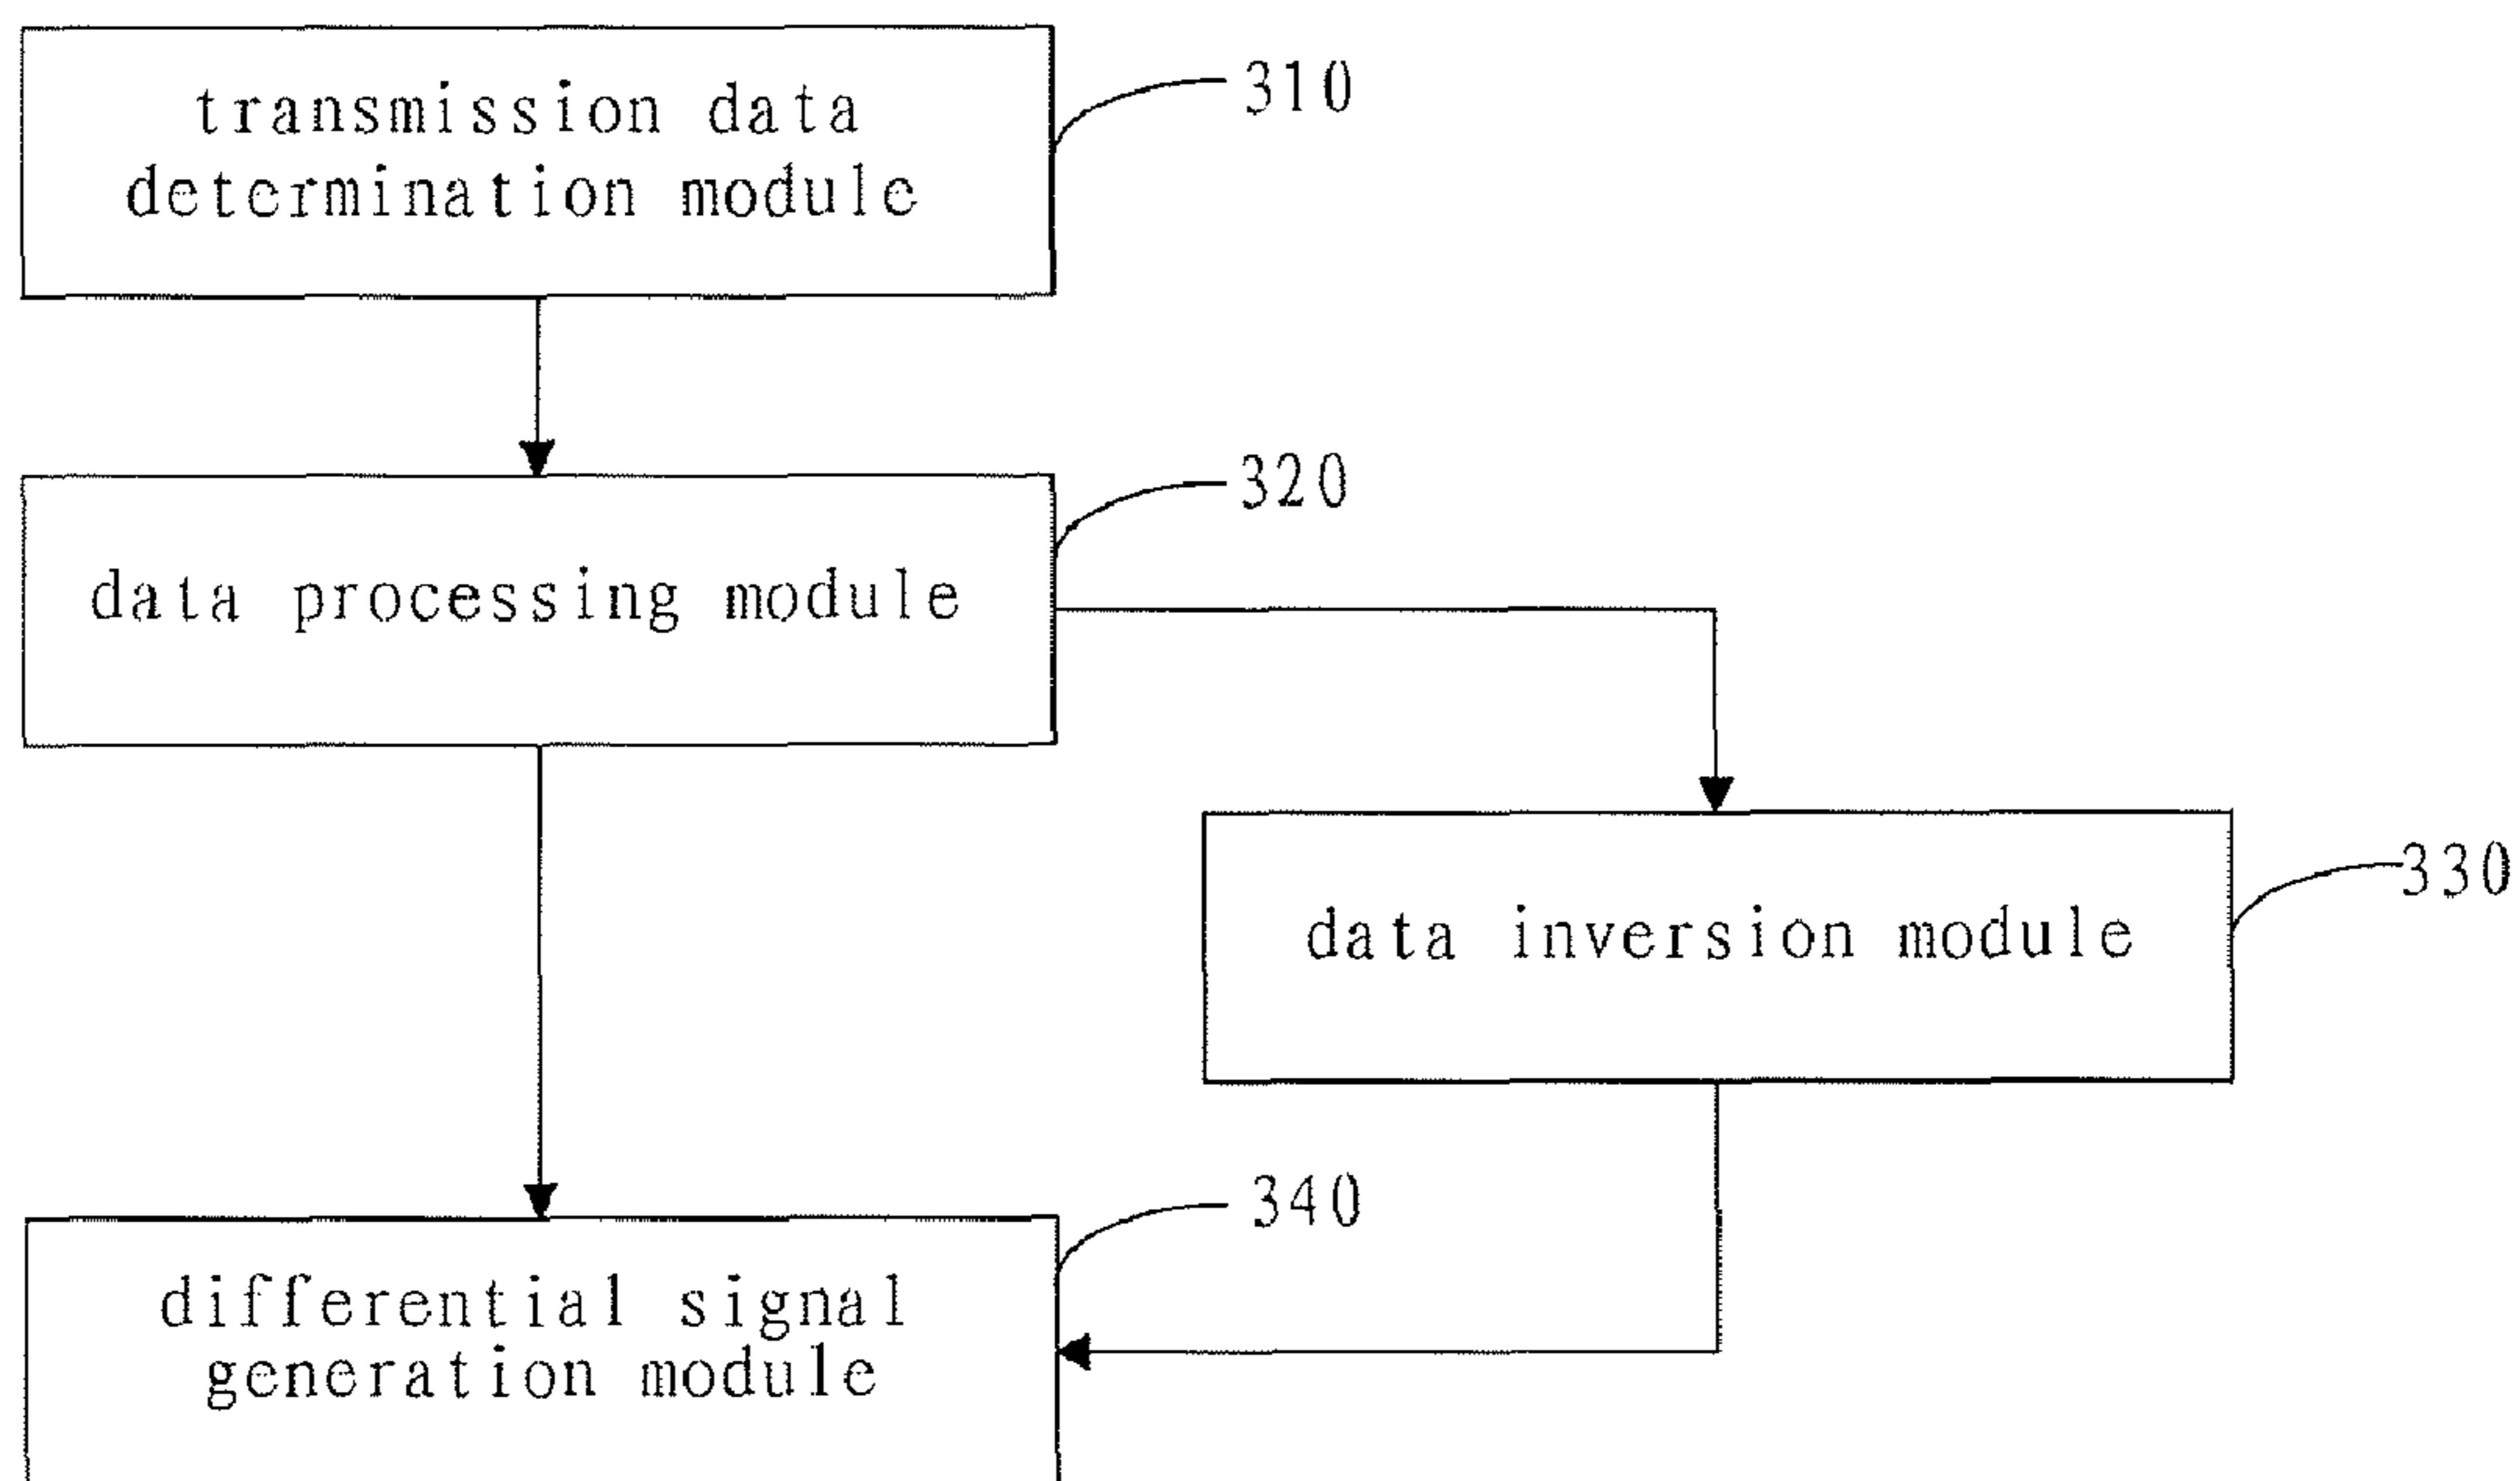 transmission data
determination module
310
320
data processing module
330
data inversion module
340
differential signal
generation module